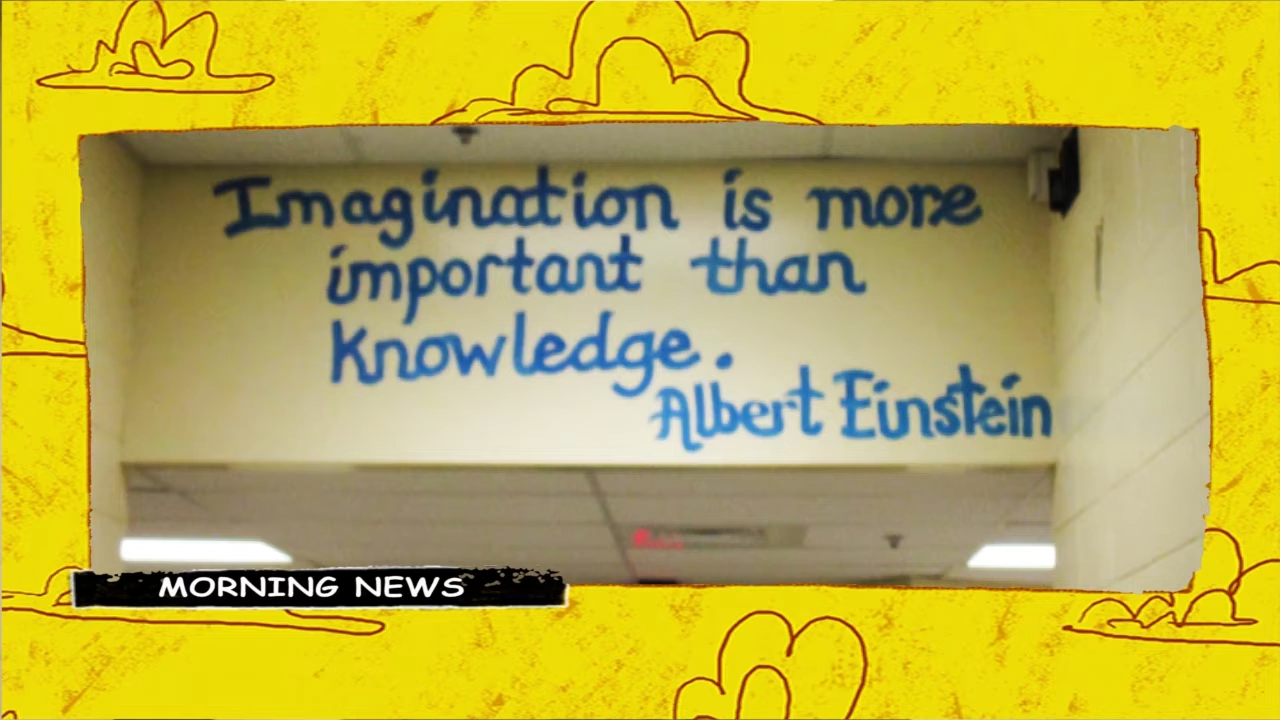 Imagination is more
important than
Knowledge.
Albert Einstein
MORNING NEWS